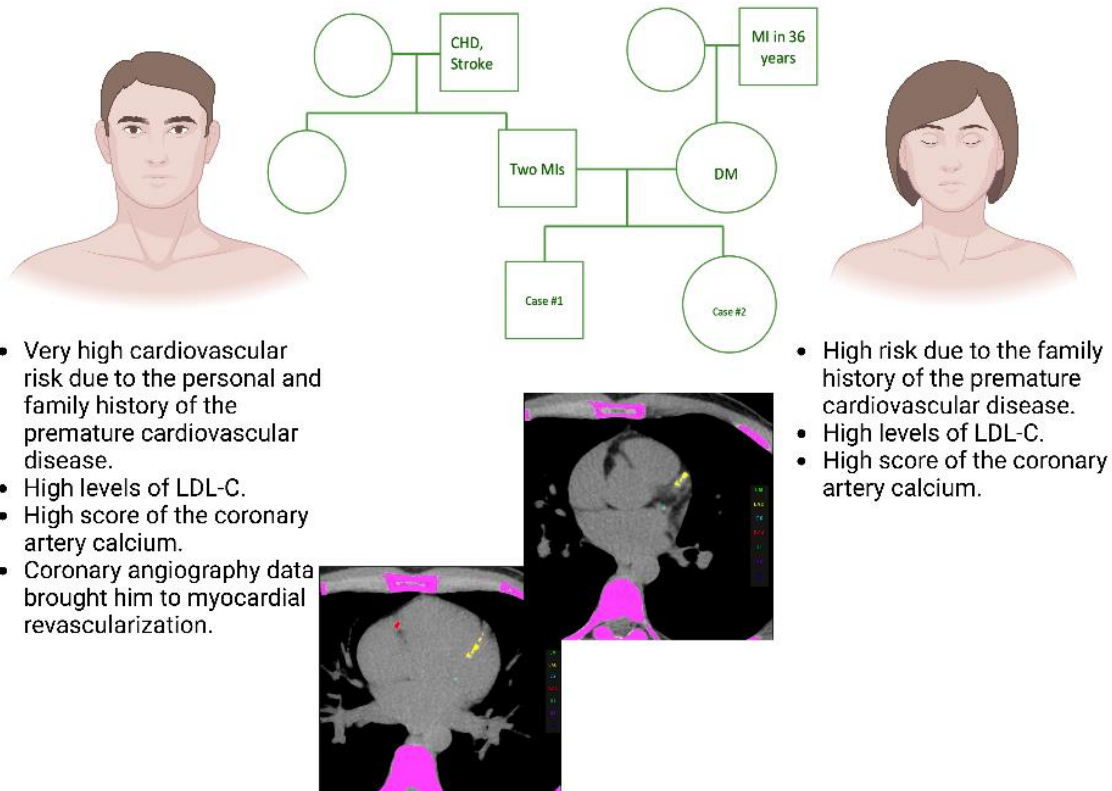 CHD,
Stroke
MI in 36
years
Two MIs
DM
Case #1
Case #2
• Very high cardiovascular
risk due to the personal and
family history of the
premature cardiovascular
disease.
• High levels of LDL-C.
• High score of the coronary
artery calcium.
• Coronary angiography data
brought him to myocardial
revascularization.
• High risk due to the family
history of the premature
cardiovascular disease.
• High levels of LDL-C.
• High score of the coronary
artery calcium.